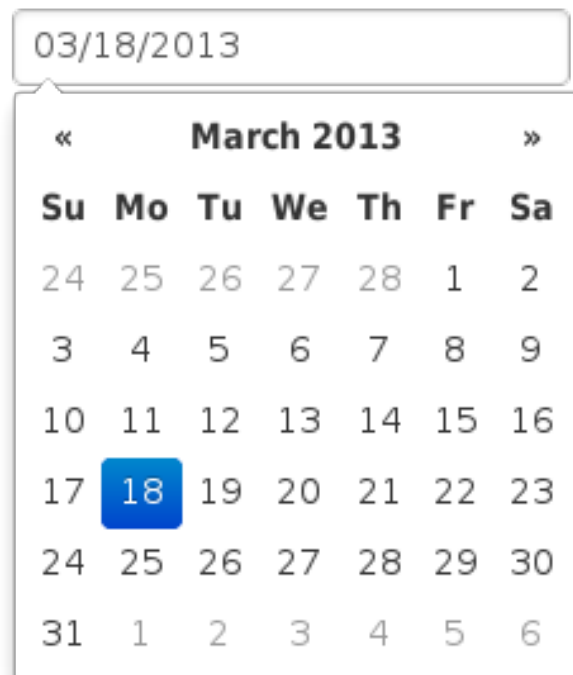 03/18/2013
« March 2013 »
Su Mo Tu We Th Fr Sa
24 25 26 27 28 1 2
3 4 5 6 7 8 9
10 11 12 13 14 15 16
17 18 19 20 21 22 23
24 25 26 27 28 29 30
31 1 2 3 4 5 6